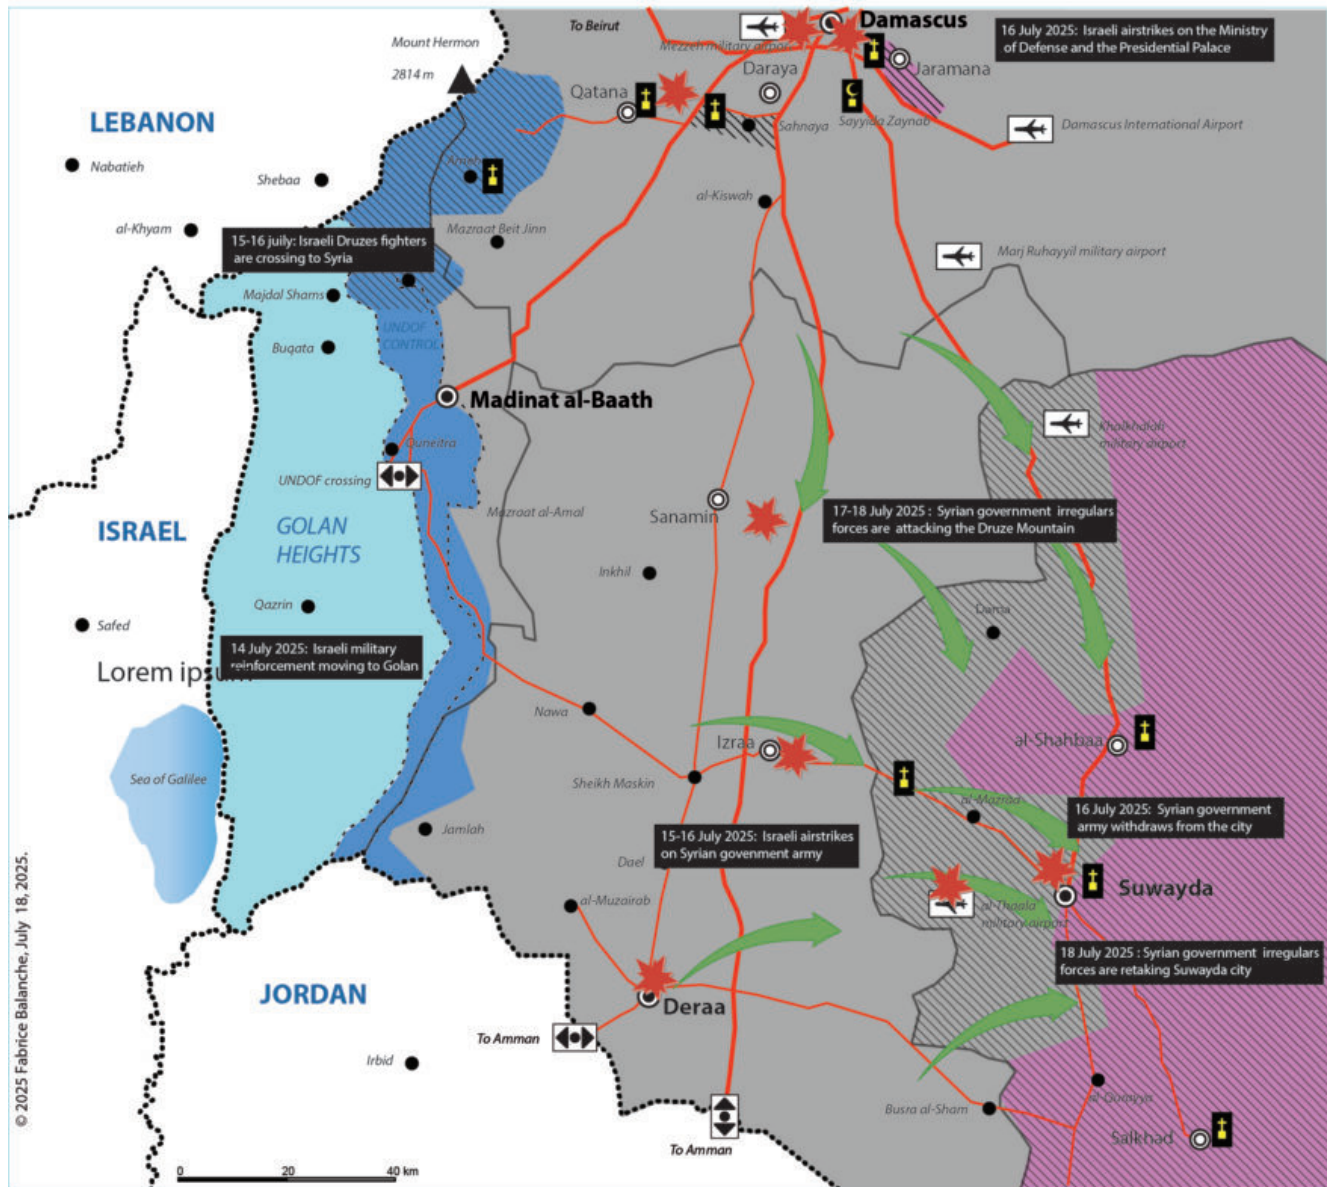 To Beirut
Damascus
16 July 2025: Israeli airstrikes on the Ministry
of Defense and the Presidential Palace
Mount Hermon
2814 m
Mezzeh military airport
Daraya
Jaramana
Qatana
LEBANON
Sahnaya
Sayyida Zaynab
Damascus International Airport
Nabatieh
Shebaa
Arneh
al-Kiswah
al-Khyam
Mazraat Beit Jinn
15-16 juily: Israeli Druzes fighters
are crossing to Syria
Marj Ruhayyil military airport
Majdal Shams
UNDOF
CONTROL
Buqata
Madinat al-Baath
Khalkhalah
military airport
Quneitra
UNDOF crossing
Mazraat al-Amal
Sanamin
17-18 July 2025 : Syrian government irregulars
forces are attacking the Druze Mountain
ISRAEL
GOLAN
HEIGHTS
Inkhil
Qazrin
Safed
Dama
14 July 2025: Israeli military
reinforcement moving to Golan
Lorem ipsum
Nawa
Izraa
al-Shahbaa
Sea of Galilee
Sheikh Maskin
al-Mazraa
16 July 2025: Syrian government
army withdraws from the city
Jamlah
15-16 July 2025: Israeli airstrikes
on Syrian govenment army
Dael
Suwayda
al-Muzairab
al-Thaala
military airport
18 July 2025 : Syrian government irregulars
forces are retaking Suwayda city
JORDAN
Deraa
To Amman
Irbid
Busra al-Sham
al-Qurayya
Salkhad
To Amman
0 20 40 km
© 2025 Fabrice Balanche, July 18, 2025.